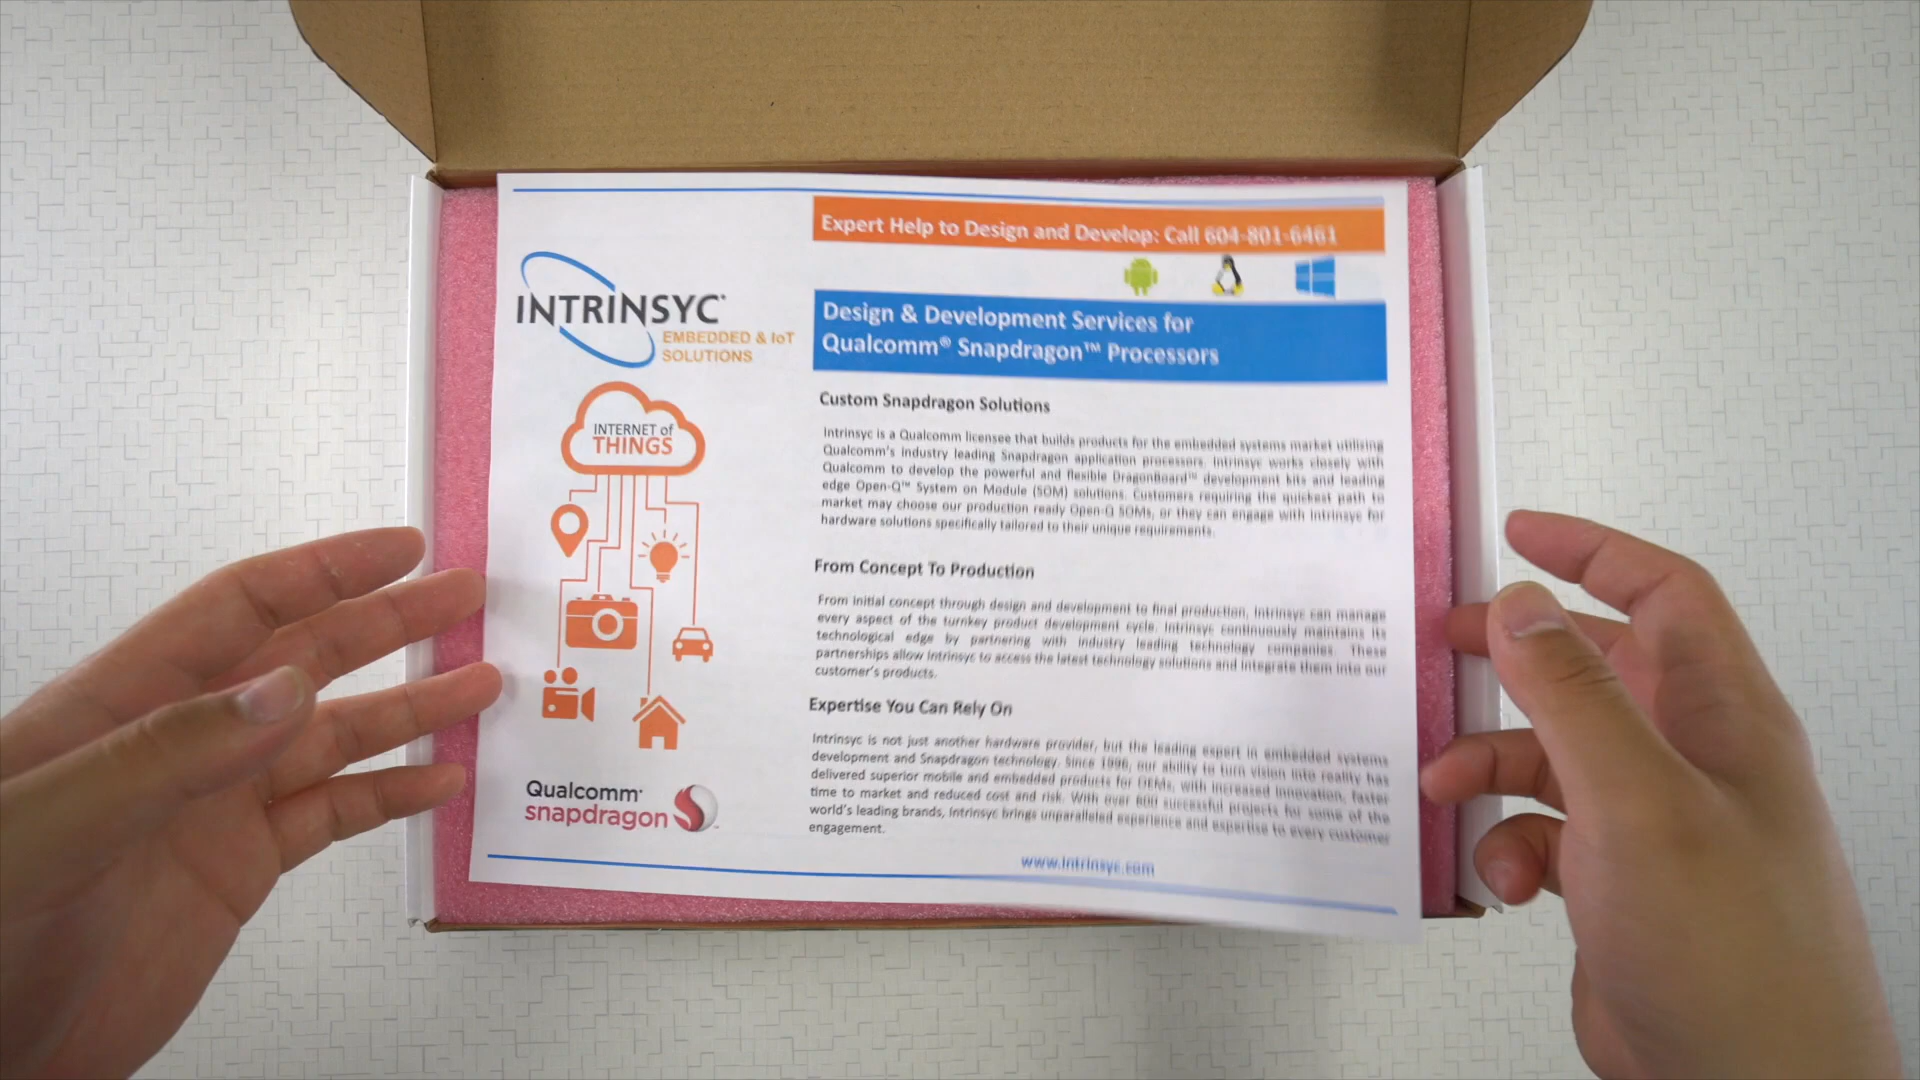 Expert Help to Design and Develop: Call 604-801-6461
INTRINSYC
EMBEDDED & IoT
SOLUTIONS
Design & Development Services for
Qualcomm® Snapdragon™ Processors
INTERNET of
THINGS
Custom Snapdragon Solutions
Intrinsyc is a Qualcomm licensee that builds products for the embedded systems market utilising
Qualcomm's industry leading Snapdragon application processors. Intrinsyc works closely with
Qualcomm to develop the powerful and flexible DragonBoard™ development kits and leading
edge Open-Q™ System on Module (SOM) solutions. Customers requiring the quickest path to
market may choose our production ready Open-Q SOMs, or they can engage with Intrinsyc for
hardware solutions specifically tailored to their unique requirements.
From Concept To Production
From initial concept through design and development to final production, Intrinsyc can manage
every aspect of the turnkey product development cycle. Intrinsyc continuously maintains its
technological edge by partnering with industry leading technology companies. These
partnerships allow Intrinsyc to access the latest technology solutions and integrate them into our
customer's products.
Expertise You Can Rely On
Intrinsyc is not just another hardware provider, but the leading expert in embedded systems
development and Snapdragon technology. Since 1996, our ability to turn vision into reality has
delivered superior mobile and embedded products for OEMs, with increased innovation, faster
time to market and reduced cost and risk. With over 600 successful projects for some of the
world's leading brands, Intrinsyc brings unparalleled experience and expertise to every customer
engagement.
Qualcomm
snapdragon
www.intrinsyc.com